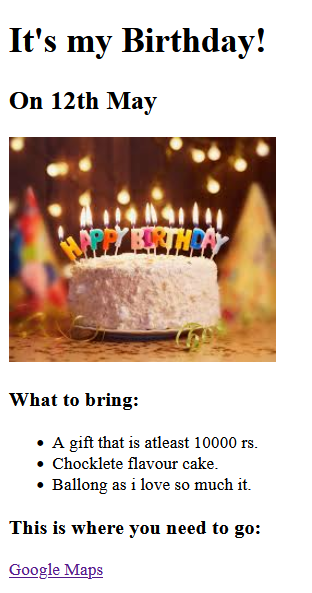 It's my Birthday!
On 12th May
HAPPY BIRTHDAY
What to bring:
A gift that is atleast 10000 rs.
Chocklete flavour cake.
Ballong as i love so much it.
This is where you need to go:
Google Maps